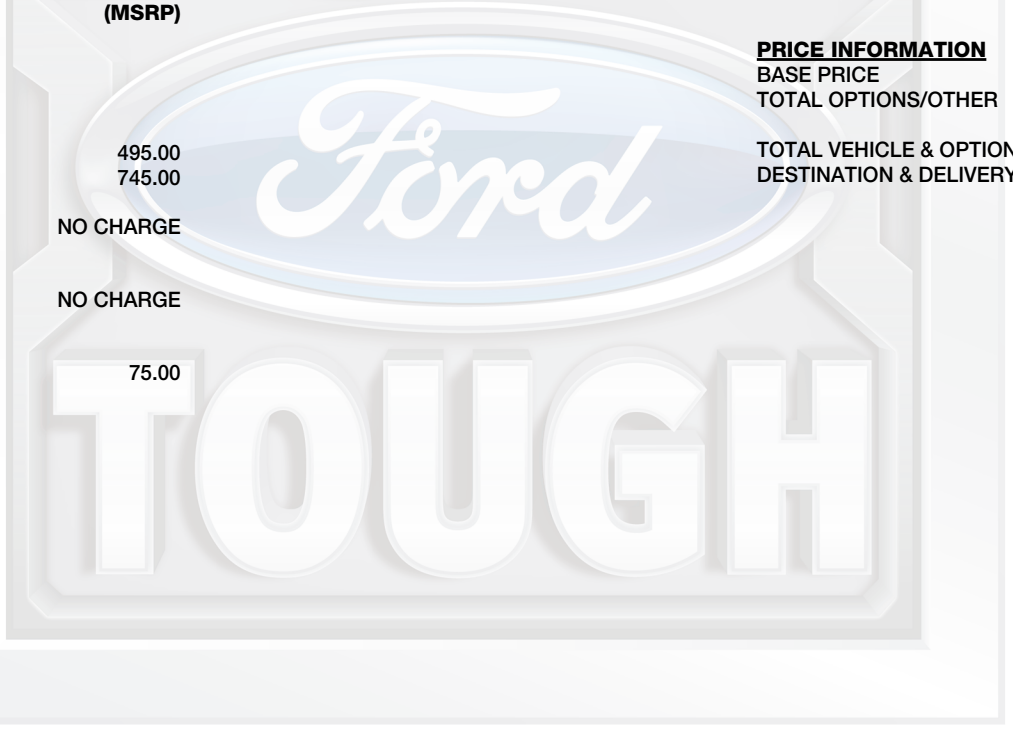 (MSRP)
495.00
745.00
NO CHARGE
NO CHARGE
75.00
PRICE INFORMATION
BASE PRICE
TOTAL OPTIONS/OTHER
TOTAL VEHICLE & OPTION
DESTINATION & DELIVERY
Ford
TOUGH